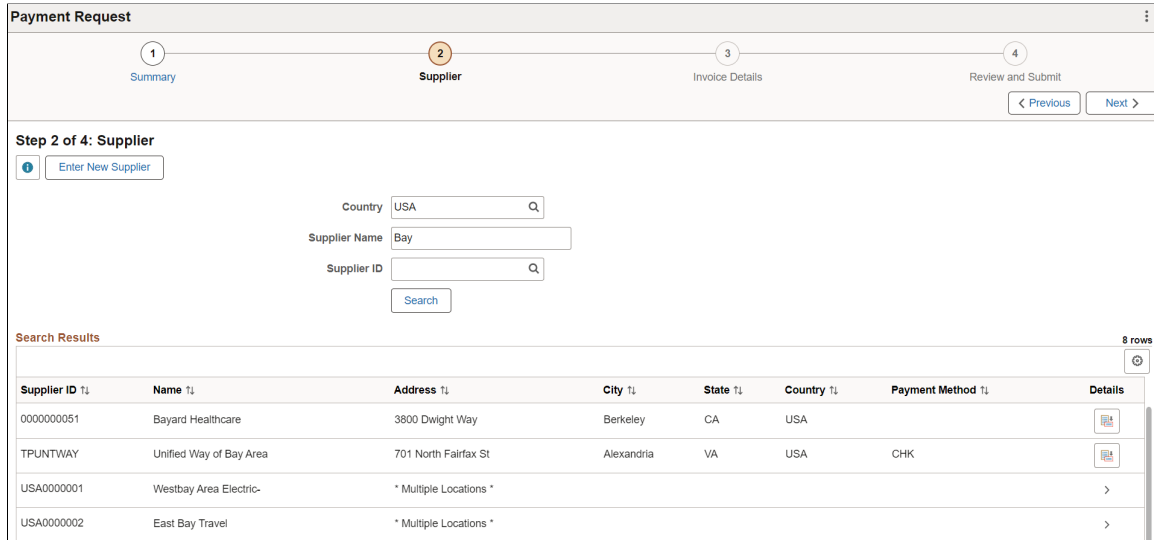 Payment Request
1 2 3 4
Summary Supplier Invoice Details Review and Submit
Previous Next
Step 2 of 4: Supplier
Enter New Supplier
Country USA
Supplier Name Bay
Supplier ID
Search
Search Results
8 rows
Supplier ID Name Address City State Country Payment Method Details
0000000051 Bayard Healthcare 3800 Dwight Way Berkeley CA USA
TPUNTWAY Unified Way of Bay Area 701 North Fairfax St Alexandria VA USA CHK
USA0000001 Westbay Area Electric- * Multiple Locations *
USA0000002 East Bay Travel * Multiple Locations *